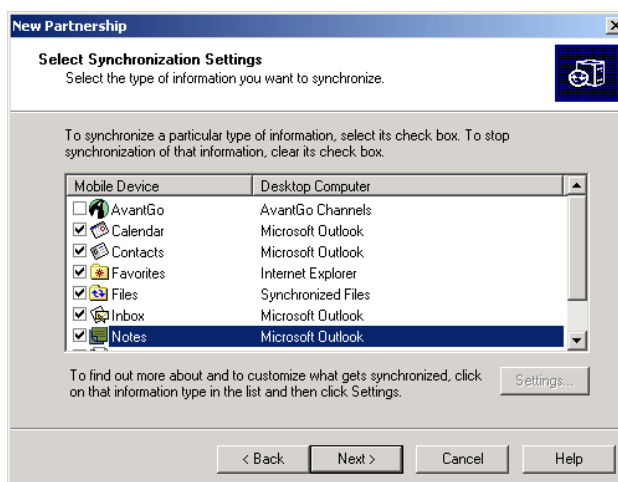 New Partnership
Select Synchronization Settings
Select the type of information you want to synchronize.
To synchronize a particular type of information, select its check box. To stop
synchronization of that information, clear its check box.
Mobile Device Desktop Computer
AvantGo AvantGo Channels
Calendar Microsoft Outlook
Contacts Microsoft Outlook
Favorites Internet Explorer
Files Synchronized Files
Inbox Microsoft Outlook
Notes Microsoft Outlook
To find out more about and to customize what gets synchronized, click
on that information type in the list and then click Settings.
Settings...
< Back Next > Cancel Help